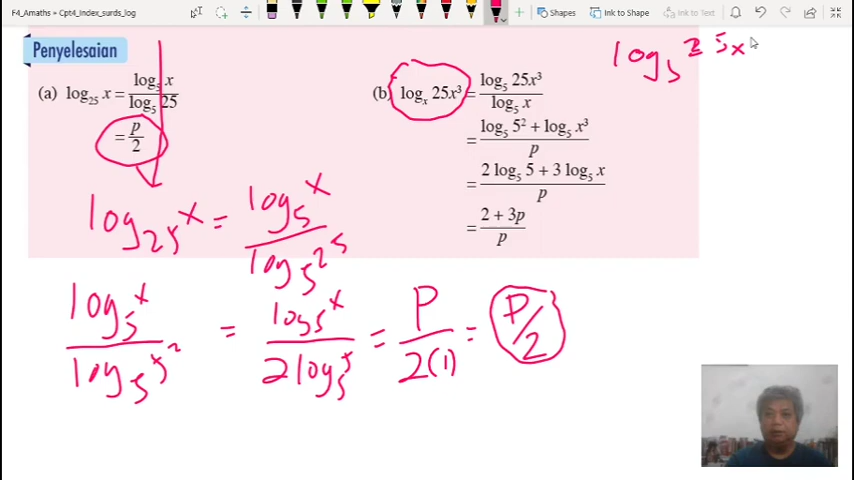 F4_Amaths » Cpt4_Index_surds_log
Shapes
Ink to Shape
Ink to Text
Penyelesaian
(a) log₂₅ x = log₅ x / log₅ 25
= p/2
(b) logₓ 25x³ = log₅ 25x³ / log₅ x
= (log₅ 5² + log₅ x³) / p
= (2 log₅ 5 + 3 log₅ x) / p
= (2 + 3p) / p
log₅ 25x
log₂₅ x = log₅ x / log₅ 25
log₅ x / log₅ 5² = log₅ x / 2 log₅ 5 = P / 2(1) = P/2